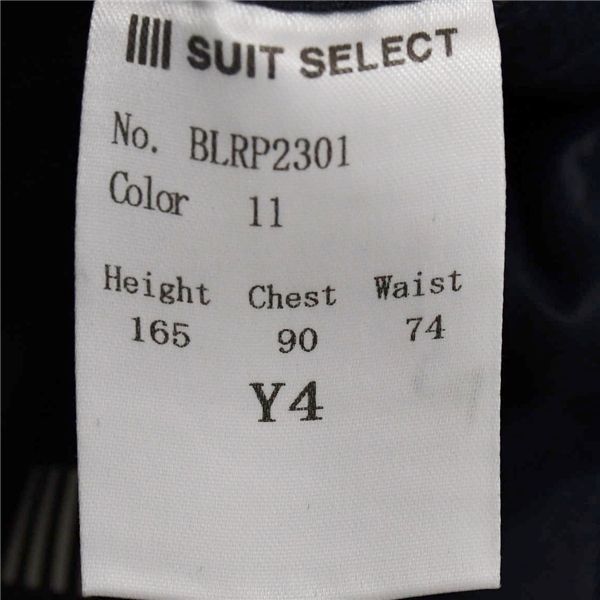 SUIT SELECT
No. BLRP2301
Color 11
Height Chest Waist
165 90 74
Y4